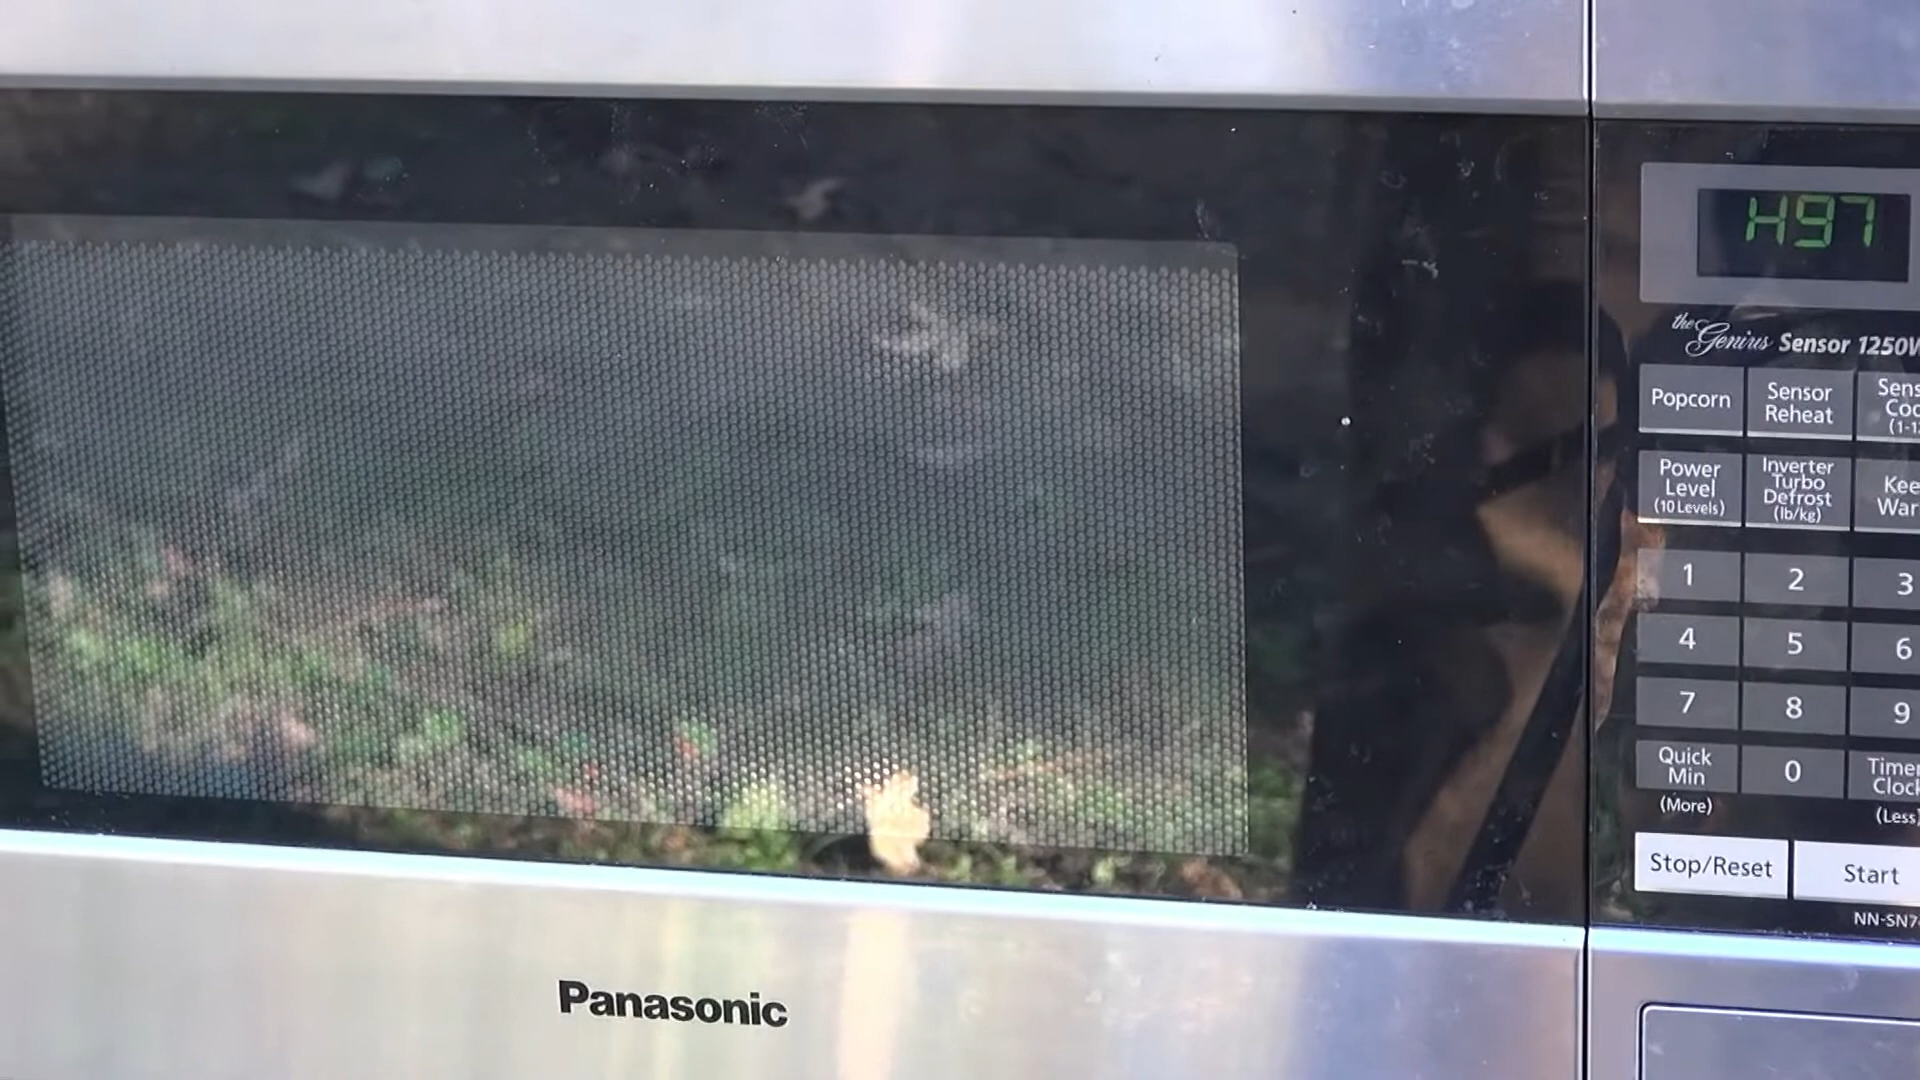 H97
the Genius Sensor 1250W
Popcorn
Sensor
Reheat
Power
Level
(10 Levels)
Inverter
Turbo
Defrost
(lb/kg)
1
2
3
4
5
6
7
8
9
Quick
Min
(More)
0
(Less)
Stop/Reset
Start
Panasonic